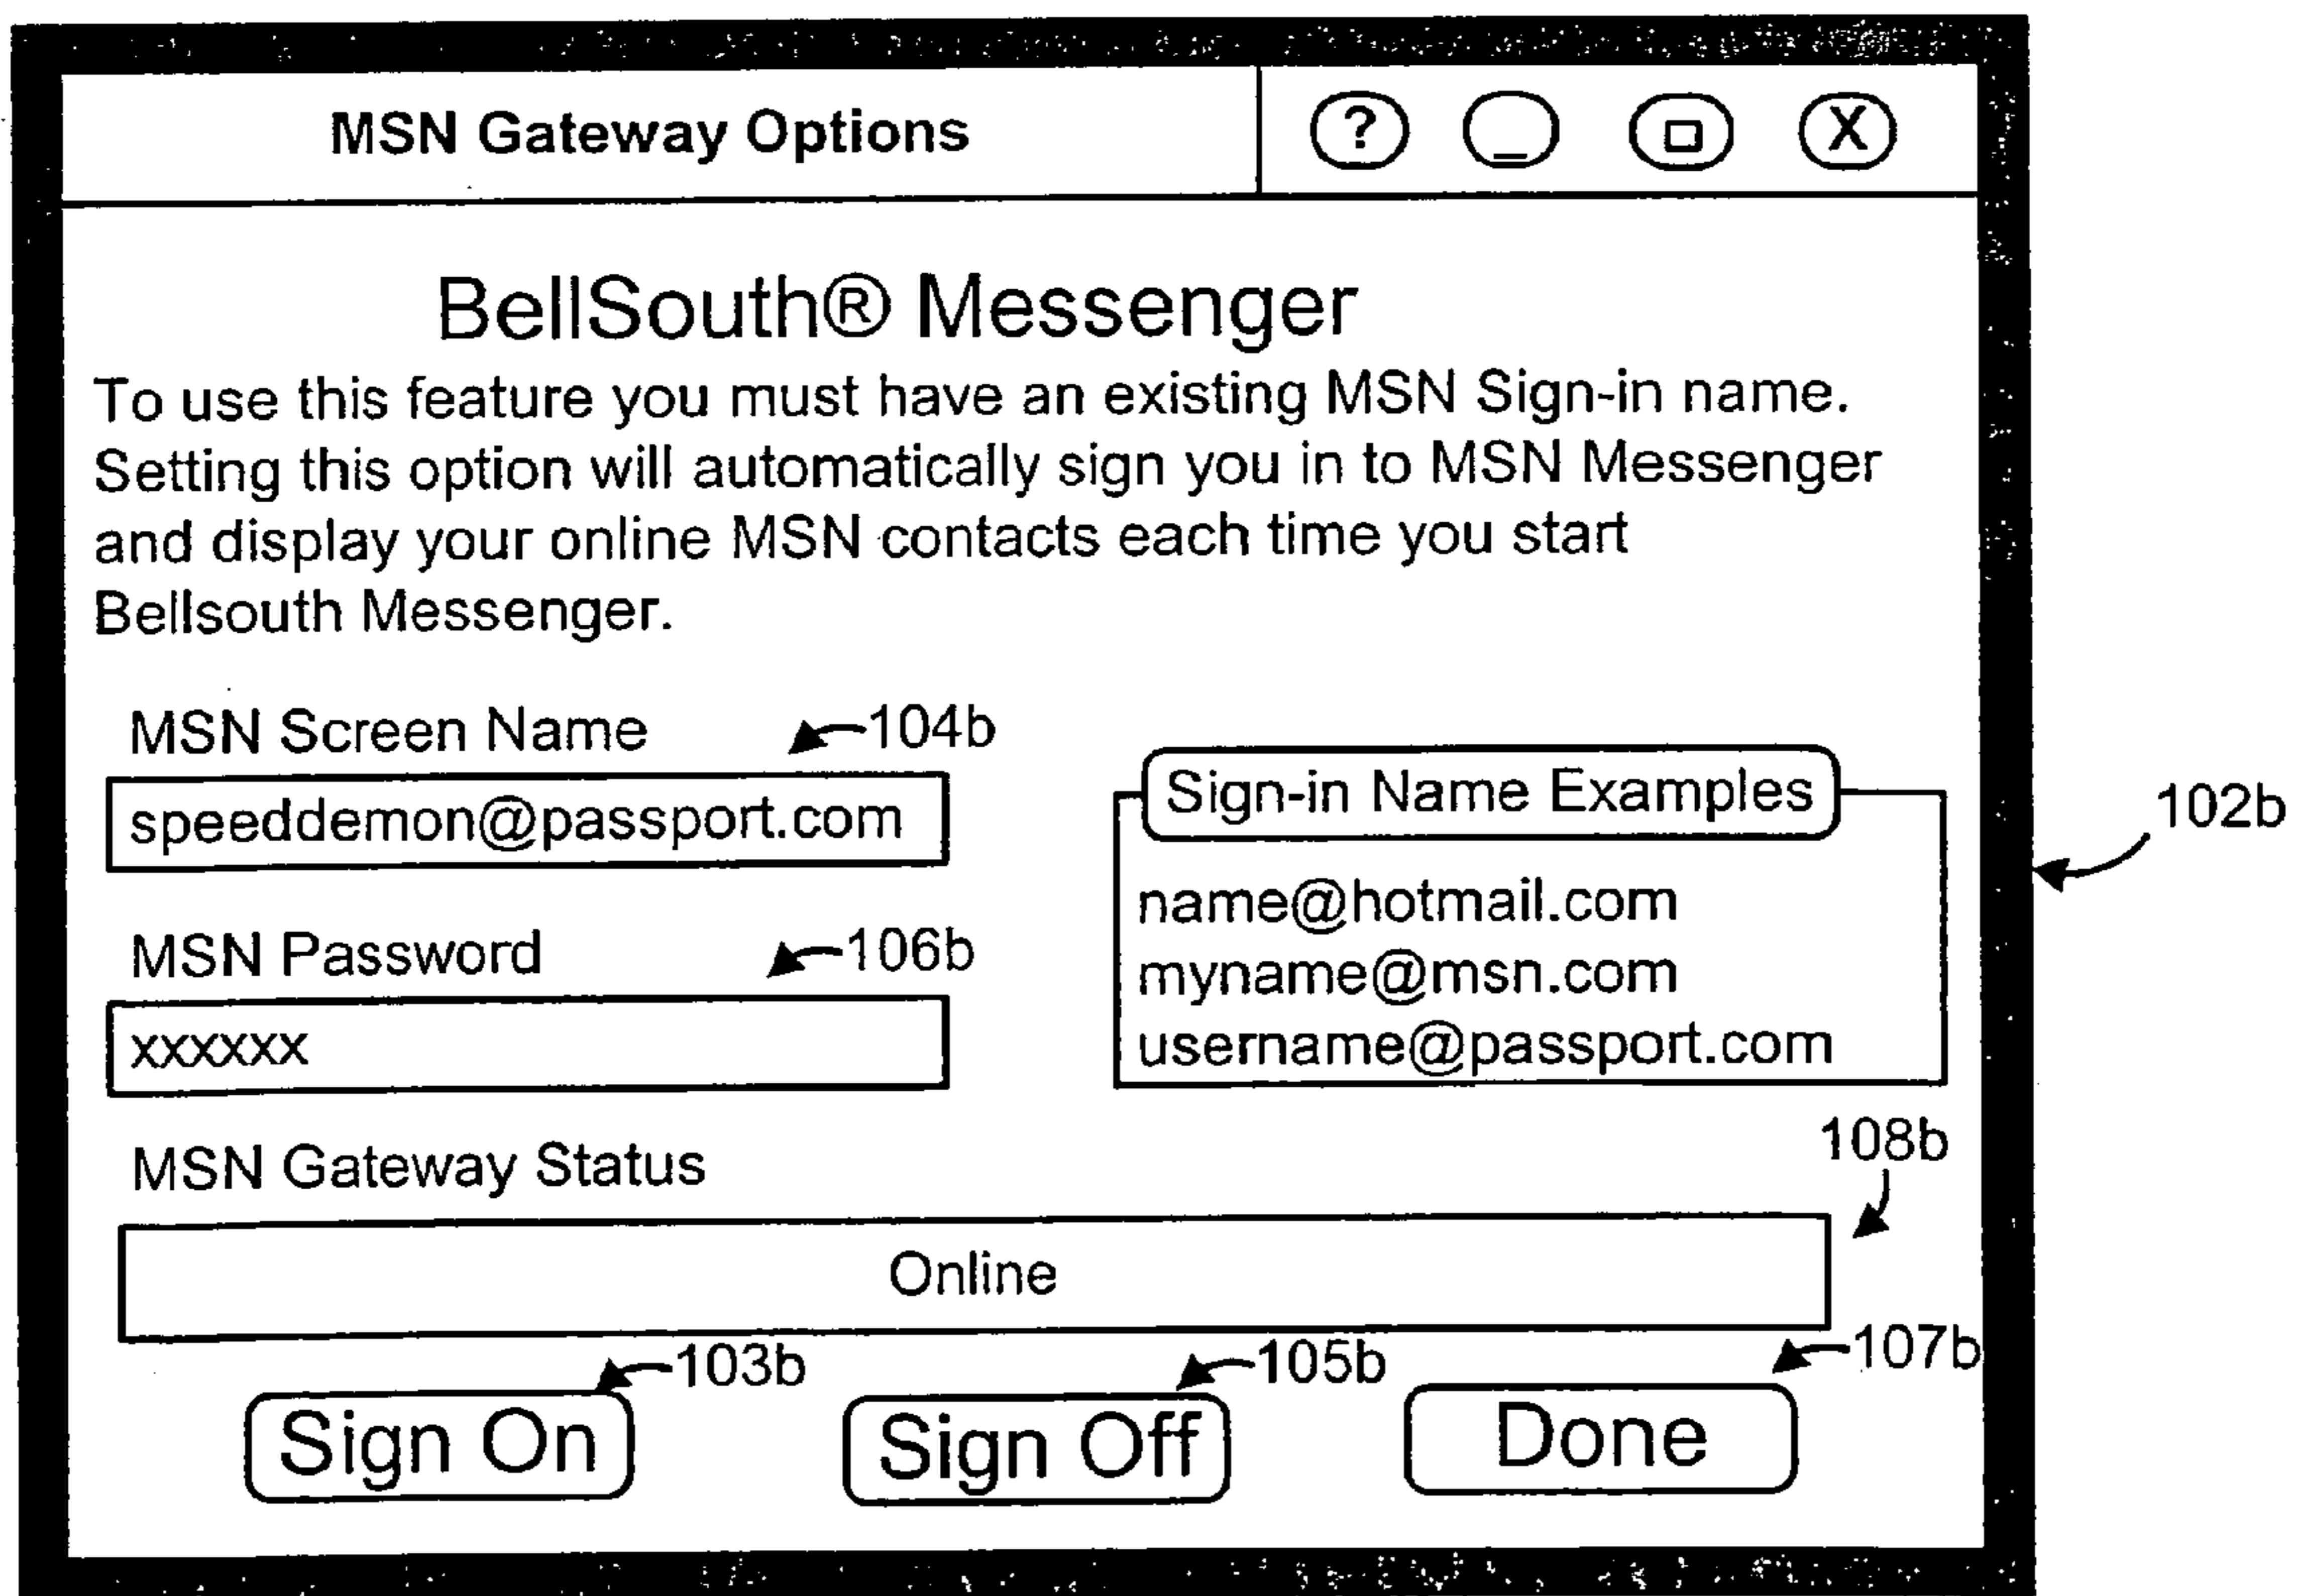 MSN Gateway Options ? _ X
BellSouth® Messenger
To use this feature you must have an existing MSN Sign-in name.
Setting this option will automatically sign you in to MSN Messenger
and display your online MSN contacts each time you start
Bellsouth Messenger.
MSN Screen Name 104b
speeddemon@passport.com
Sign-in Name Examples
102b
name@hotmail.com
MSN Password 106b
myname@msn.com
xxxxxx
username@passport.com
108b
MSN Gateway Status
Online
103b 105b 107b
Sign On Sign Off Done